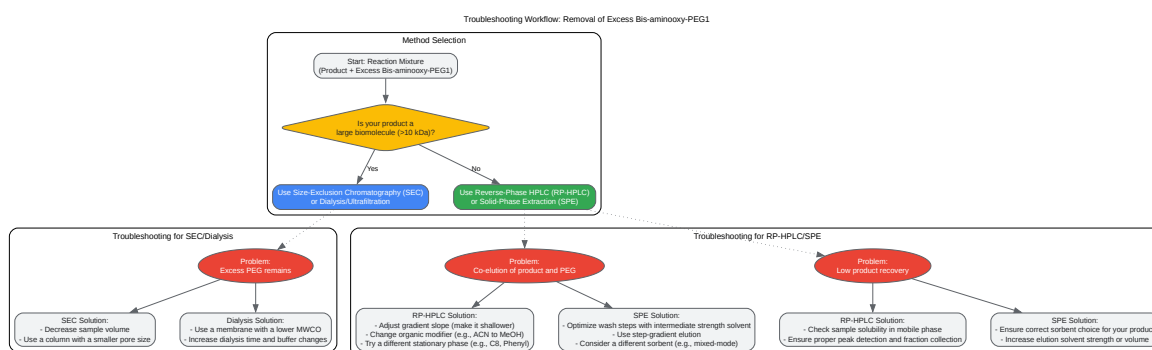 Troubleshooting Workflow: Removal of Excess Bis-aminooxy-PEG1
Method Selection
Start: Reaction Mixture
(Product + Excess Bis-aminooxy-PEG1)
Is your product a
large biomolecule (>10 kDa)?
Yes
No
Use Size-Exclusion Chromatography (SEC)
or Dialysis/Ultrafiltration
Use Reverse-Phase HPLC (RP-HPLC)
or Solid-Phase Extraction (SPE)
Troubleshooting for SEC/Dialysis
Problem:
Excess PEG remains
SEC Solution:
- Decrease sample volume
- Use a column with a smaller pore size
Dialysis Solution:
- Use a membrane with a lower MWCO
- Increase dialysis time and buffer changes
Troubleshooting for RP-HPLC/SPE
Problem:
Co-elution of product and PEG
Problem:
Low product recovery
RP-HPLC Solution:
- Adjust gradient slope (make it shallower)
- Change organic modifier (e.g., ACN to MeOH)
- Try a different stationary phase (e.g., C8, Phenyl)
SPE Solution:
- Optimize wash steps with intermediate strength solvent
- Use step-gradient elution
- Consider a different sorbent (e.g., mixed-mode)
RP-HPLC Solution:
- Check sample solubility in mobile phase
- Ensure proper peak detection and fraction collection
SPE Solution:
- Ensure correct sorbent choice for your produc
- Increase elution solvent strength or volume